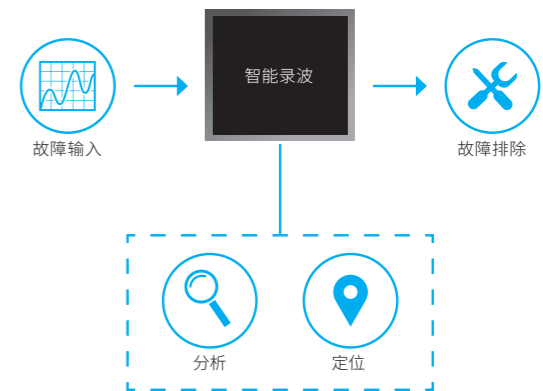 智能录波
故障输入
故障排除
分析
定位